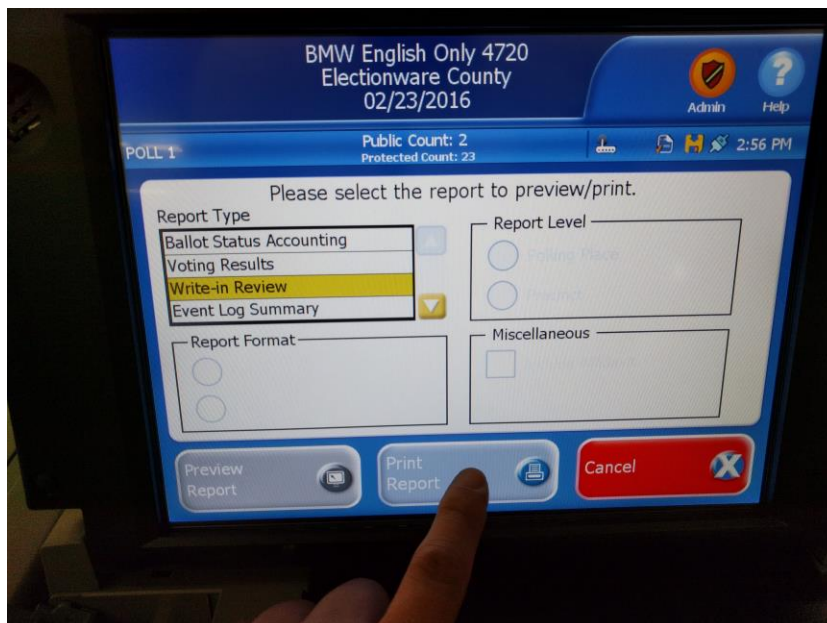 BMW English Only 4720
Electionware County
02/23/2016
Admin
Help
POLL 1
Public Count: 2
Protected Count: 23
2:56 PM
Please select the report to preview/print.
Report Type
Ballot Status Accounting
Voting Results
Write-in Review
Event Log Summary
Report Level
Polling Place
Precinct
Report Format
Miscellaneous
Preview
Report
Print
Report
Cancel